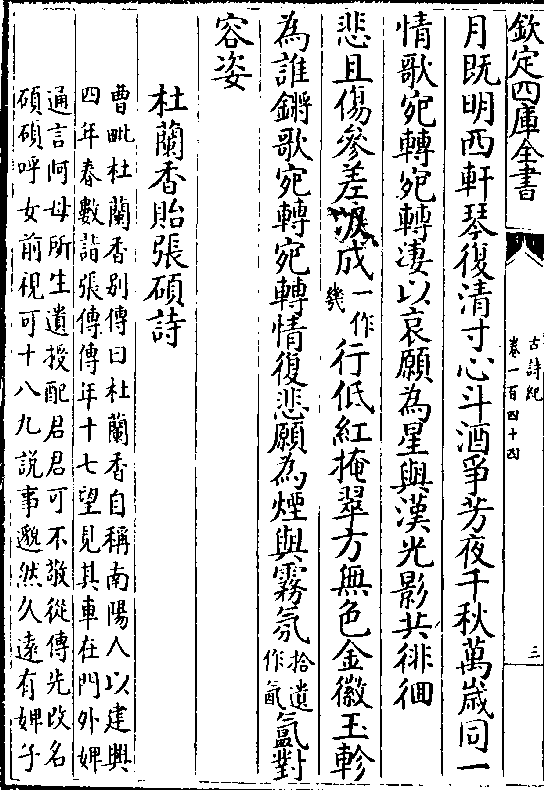 欽定四庫全書
古詩紀
卷一百四十四
三
月既明西軒琴復清寸心斗酒爭芳夜千秋萬歲同一
情歌宛轉宛轉淒以哀願為星與漢光影共徘徊
悲且傷參差淚成一作幾行低紅掩翠方無色金徽玉軫
為誰鏘歌宛轉宛轉情復悲願為煙與霧氛拾遺作氤氳對
容姿
杜蘭香貽張碩詩
曹毗杜蘭香别傳曰杜蘭香自稱南陽人以建興
四年春數詣張傳傳年十七望見其車在門外婢
通言阿母所生遺授配君君可不敬從傳先改名
碩碩呼女前視可十八九説事邈然久遠有婢子